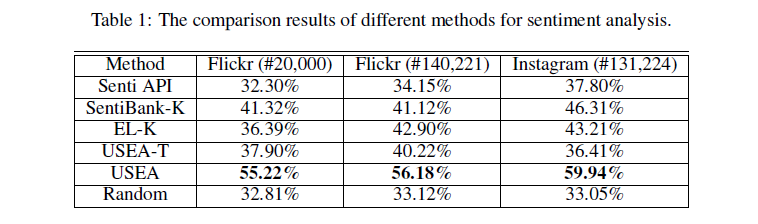 Table 1: The comparison results of different methods for sentiment analysis.
Method Flickr (#20,000) Flickr (#140,221) Instagram (#131,224)
Senti API 32.30% 34.15% 37.80%
SentiBank-K 41.32% 41.12% 46.31%
EL-K 36.39% 42.90% 43.21%
USEA-T 37.90% 40.22% 36.41%
USEA 55.22% 56.18% 59.94%
Random 32.81% 33.12% 33.05%